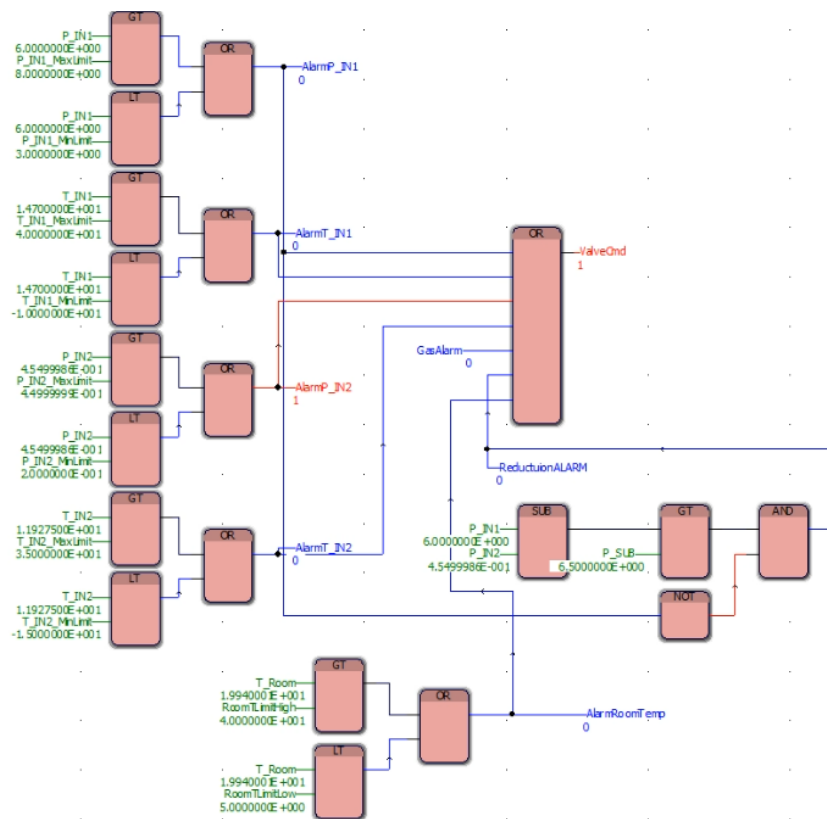 GT
P_IN1
6.0000000E+000
P_IN1_MaxLimit
8.0000000E+000
OR
AlarmP_IN1
0
LT
P_IN1
6.0000000E+000
P_IN1_MinLimit
3.0000000E+000
GT
T_IN1
1.4700000E+001
T_IN1_MaxLimit
4.0000000E+001
OR
AlarmT_IN1
0
LT
T_IN1
1.4700000E+001
T_IN1_MinLimit
-1.0000000E+001
OR
ValveCmd
1
GT
P_IN2
4.5499986E-001
P_IN2_MaxLimit
4.4999999E-001
OR
AlarmP_IN2
1
LT
P_IN2
4.5499986E-001
P_IN2_MinLimit
2.0000000E-001
GasAlarm
0
ReductuionALARM
0
GT
T_IN2
1.1927500E+001
T_IN2_MaxLimit
3.5000000E+001
OR
AlarmT_IN2
0
LT
T_IN2
1.1927500E+001
T_IN2_MinLimit
-1.5000000E+001
SUB
P_IN1
6.0000000E+000
P_IN2
4.5499986E-001
GT
P_SUB
6.5000000E+000
AND
NOT
GT
T_Room
1.9940001E+001
RoomTLimitHigh
4.0000000E+001
OR
AlarmRoomTemp
0
LT
T_Room
1.9940001E+001
RoomTLimitLow
5.0000000E+000